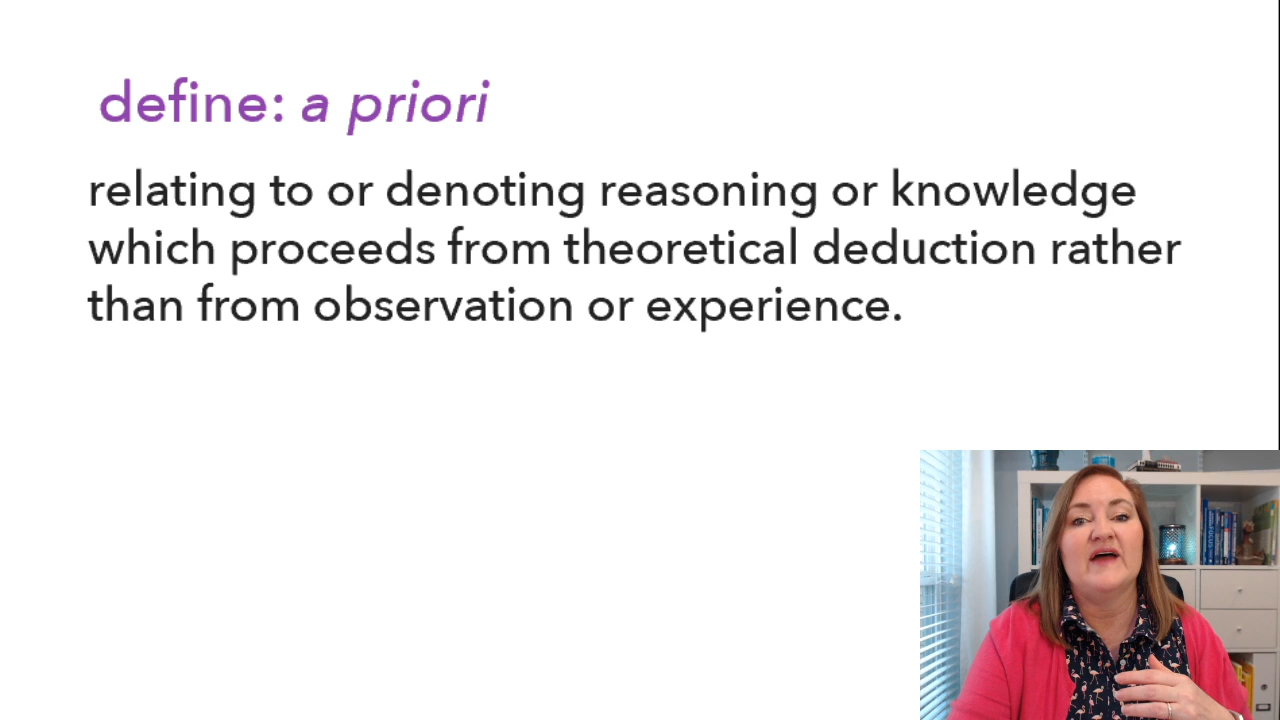 define: a priori
relating to or denoting reasoning or knowledge
which proceeds from theoretical deduction rather
than from observation or experience.